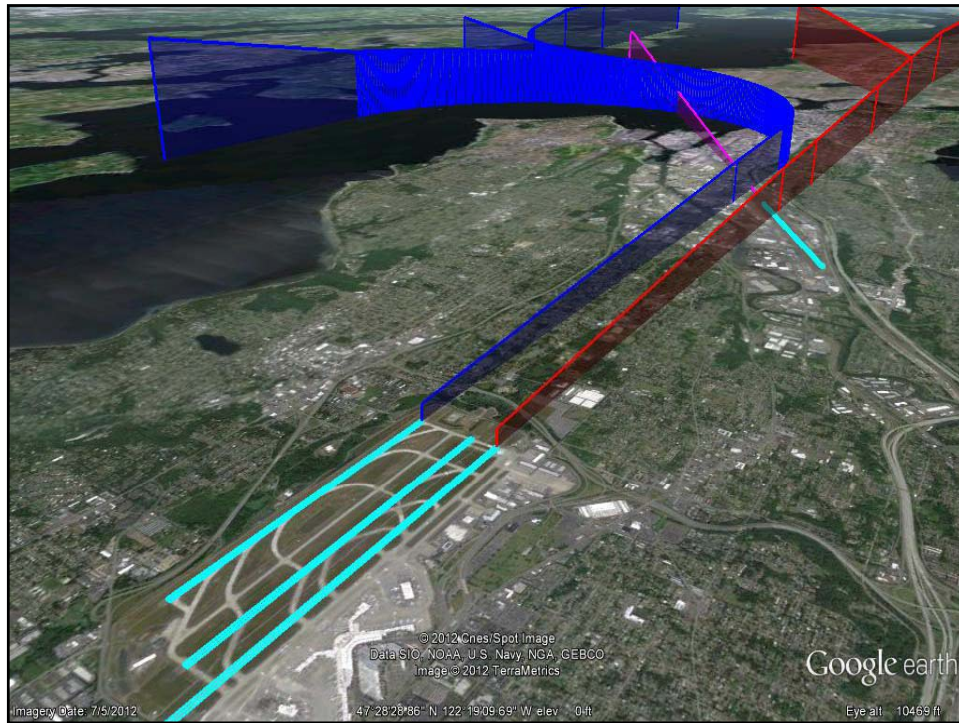 © 2012 Cnes/Spot Image
Data SIO, NOAA, U.S. Navy, NGA, GEBCO
Image © 2012 TerraMetrics
Google earth
Imagery Date: 7/5/2012
47°28'28.86" N 122°19'09.69" W elev 0 ft
Eye alt 10469 ft